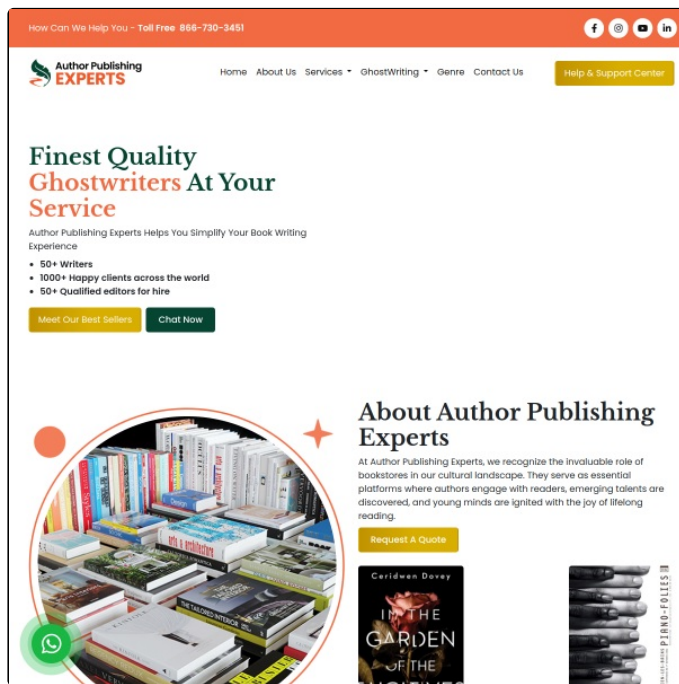 How Can We Help You - Toll Free 866-730-3451
Author Publishing
EXPERTS
Home About Us Services GhostWriting Genre Contact Us
Help & Support Center
Finest Quality
Ghostwriters At Your
Service
Author Publishing Experts Helps You Simplify Your Book Writing
Experience
50+ Writers
1000+ Happy clients across the world
50+ Qualified editors for hire
Meet Our Best Sellers
Chat Now
About Author Publishing
Experts
At Author Publishing Experts, we recognize the invaluable role of
bookstores in our cultural landscape. They serve as essential
platforms where authors engage with readers, emerging talents are
discovered, and young minds are ignited with the joy of lifelong
reading.
Request A Quote
arts & architecture
THE TAILORED INTERIOR
Ceridwen Dovey
IN THE
GARDEN
OF THE
FUGITIVES
PIANO-FOLIES